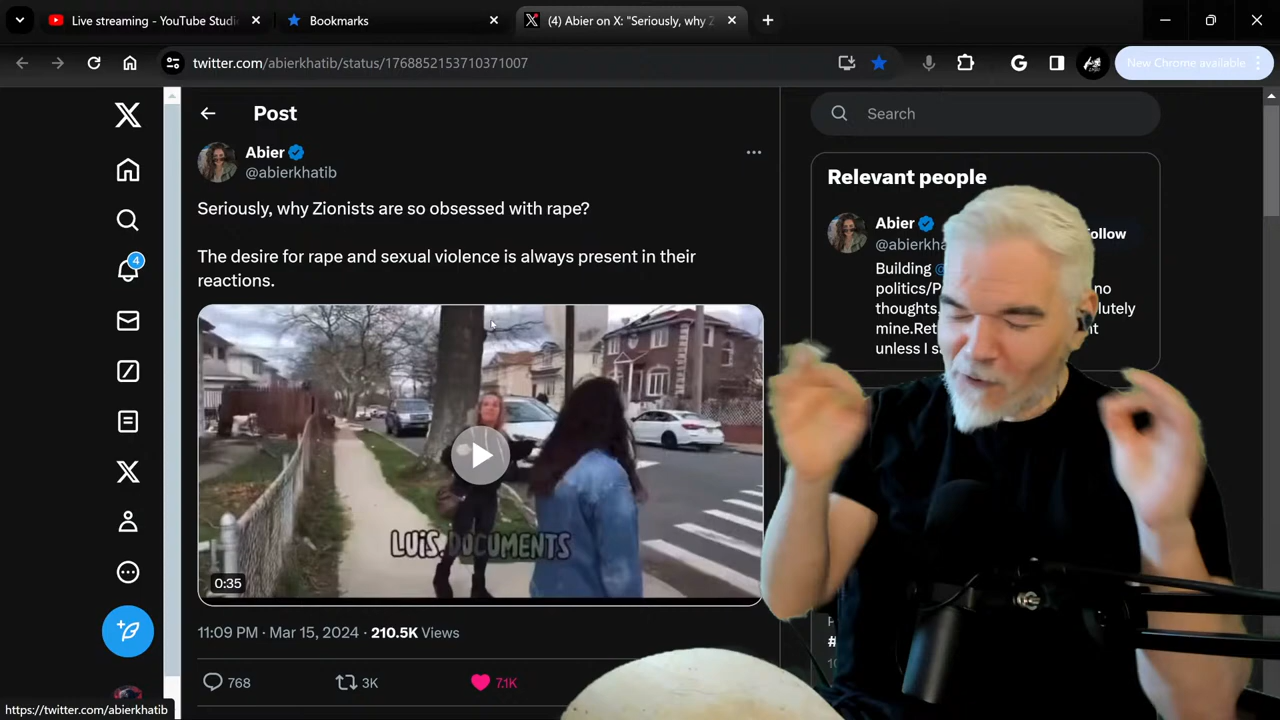 Live streaming - YouTube Studi
Bookmarks
(4) Abier on X: "Seriously, why Z
twitter.com/abierkhatib/status/1768852153710371007
New Chrome available
Post
Search
Abier
@abierkhatib
Seriously, why Zionists are so obsessed with rape?
The desire for rape and sexual violence is always present in their
reactions.
LUiS.DOCUMENTS
0:35
11:09 PM · Mar 15, 2024 · 210.5K Views
768
3K
7.1K
Relevant people
Abier
Building
politics/P no
thoughts.
mine.Ret
unless I
4
https://twitter.com/abierkhatib